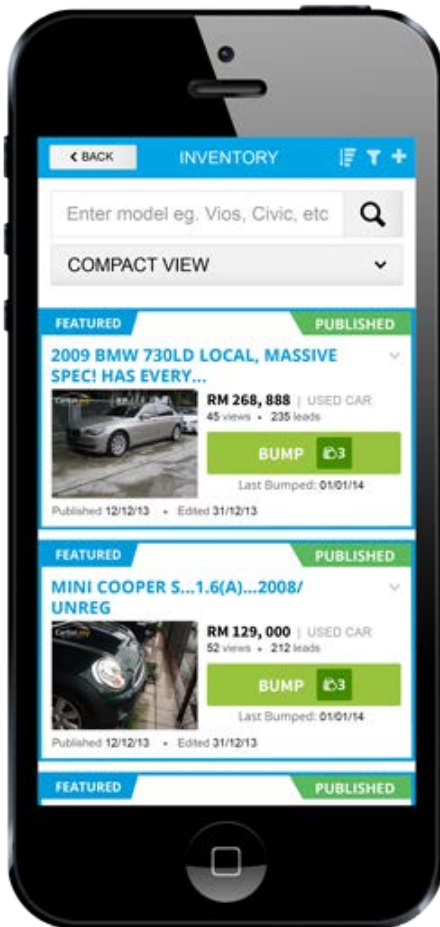 BACK INVENTORY
Enter model eg. Vios, Civic, etc
COMPACT VIEW
FEATURED PUBLISHED
2009 BMW 730LD LOCAL, MASSIVE
SPEC! HAS EVERY...
RM 268, 888 | USED CAR
45 views • 235 leads
BUMP 3
Last Bumped: 01/01/14
Published 12/12/13 • Edited 31/12/13
FEATURED PUBLISHED
MINI COOPER S...1.6(A)...2008/
UNREG
RM 129, 000 | USED CAR
52 views • 212 leads
BUMP 3
Last Bumped: 01/01/14
Published 12/12/13 • Edited 31/12/13
FEATURED PUBLISHED